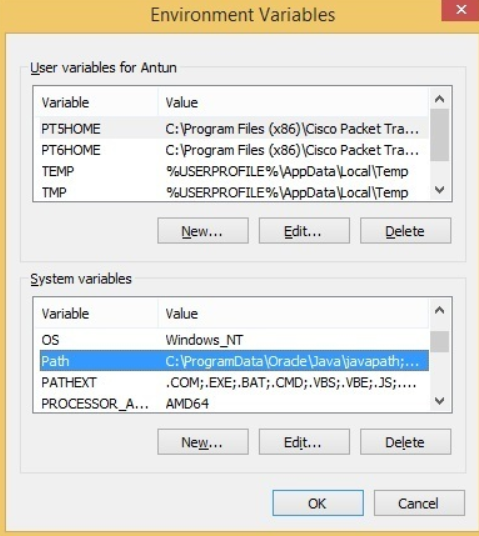 Environment Variables
User variables for Antun
Variable Value
PT5HOME C:\Program Files (x86)\Cisco Packet Tra...
PT6HOME C:\Program Files (x86)\Cisco Packet Tra...
TEMP %USERPROFILE%\AppData\Local\Temp
TMP %USERPROFILE%\AppData\Local\Temp
New... Edit... Delete
System variables
Variable Value
OS Windows_NT
Path C:\ProgramData\Oracle\Java\javapath;...
PATHEXT .COM;.EXE;.BAT;.CMD;.VBS;.VBE;.JS;....
PROCESSOR_A... AMD64
New... Edit... Delete
OK Cancel